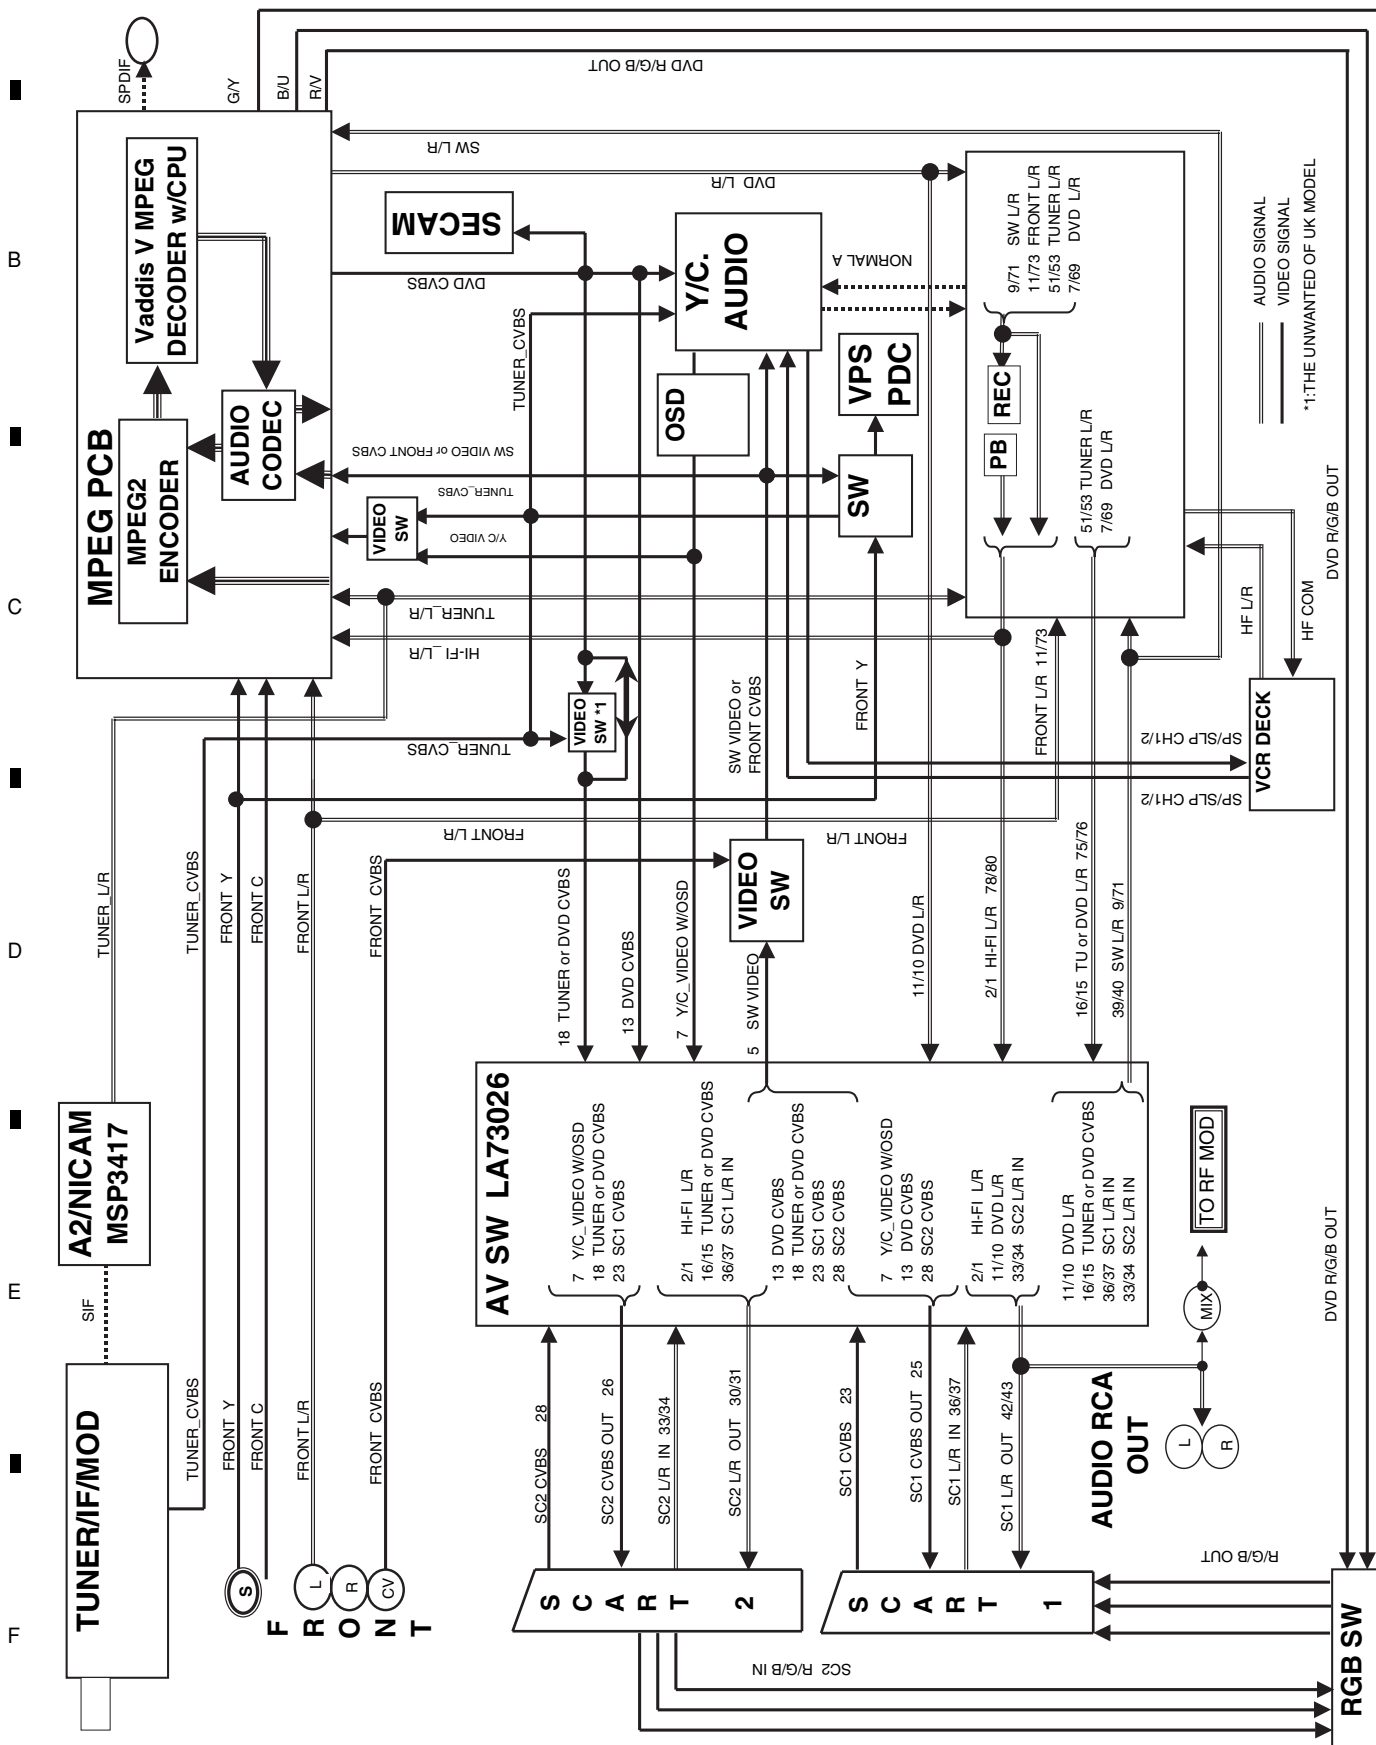 SPDIF
G/Y
B/U
R/V
DVD R/G/B OUT
MPEG PCB
Vaddis V MPEG
DECODER w/CPU
MPEG2
ENCODER
AUDIO
CODEC
SW L/R
DVD L/R
SECAM
DVD CVBS
TUNER_CVBS
Y/C.
AUDIO
NORMAL A
OSD
VPS
PDC
SW
SW VIDEO or FRONT CVBS
TUNER_CVBS
Y/C VIDEO
VIDEO
SW
TUNER_L/R
HI-FI_L/R
9/71 SW L/R
11/73 FRONT L/R
51/53 TUNER L/R
7/69 DVD L/R
REC
PB
51/53 TUNER L/R
7/69 DVD L/R
AUDIO SIGNAL
VIDEO SIGNAL
*1:THE UNWANTED OF UK MODEL
B
C
D
E
F
VIDEO
SW *1
TUNER_CVBS
SW VIDEO or
FRONT CVBS
FRONT Y
FRONT L/R 11/73
HF L/R
HF COM
DVD R/G/B OUT
VCR DECK
SP/SLP CH1/2
SP/SLP CH1/2
FRONT L/R
FRONT L/R
TUNER_L/R
TUNER_CVBS
FRONT Y
FRONT C
FRONT L/R
FRONT CVBS
18 TUNER or DVD CVBS
13 DVD CVBS
7 Y/C_VIDEO W/OSD
5 SW VIDEO
VIDEO
SW
11/10 DVD L/R
2/1 HI-FI L/R 78/80
16/15 TU or DVD L/R 75/76
39/40 SW L/R 9/71
A2/NICAM
MSP3417
SIF
TUNER/IF/MOD
AV SW LA73026
7 Y/C_VIDEO W/OSD
18 TUNER or DVD CVBS
23 SC1 CVBS
2/1 HI-FI L/R
16/15 TUNER or DVD CVBS
36/37 SC1 L/R IN
13 DVD CVBS
18 TUNER or DVD CVBS
23 SC1 CVBS
28 SC2 CVBS
7 Y/C_VIDEO W/OSD
13 DVD CVBS
28 SC2 CVBS
2/1 HI-FI L/R
11/10 DVD L/R
33/34 SC2 L/R IN
11/10 DVD L/R
16/15 TUNER or DVD CVBS
36/37 SC1 L/R IN
33/34 SC2 L/R IN
TO RF MOD
MIX
AUDIO RCA
OUT
L
R
DVD R/G/B OUT
TUNER_CVBS
FRONT Y
FRONT C
FRONT L/R
FRONT CVBS
SC2 CVBS 28
SC2 CVBS OUT 26
SC2 L/R IN 33/34
SC2 L/R OUT 30/31
SC1 CVBS 23
SC1 CVBS OUT 25
SC1 L/R IN 36/37
SC1 L/R OUT 42/43
S
L
R
CV
FRONT
SCART 2
SCART 1
R/G/B OUT
SC2 R/G/B IN
RGB SW